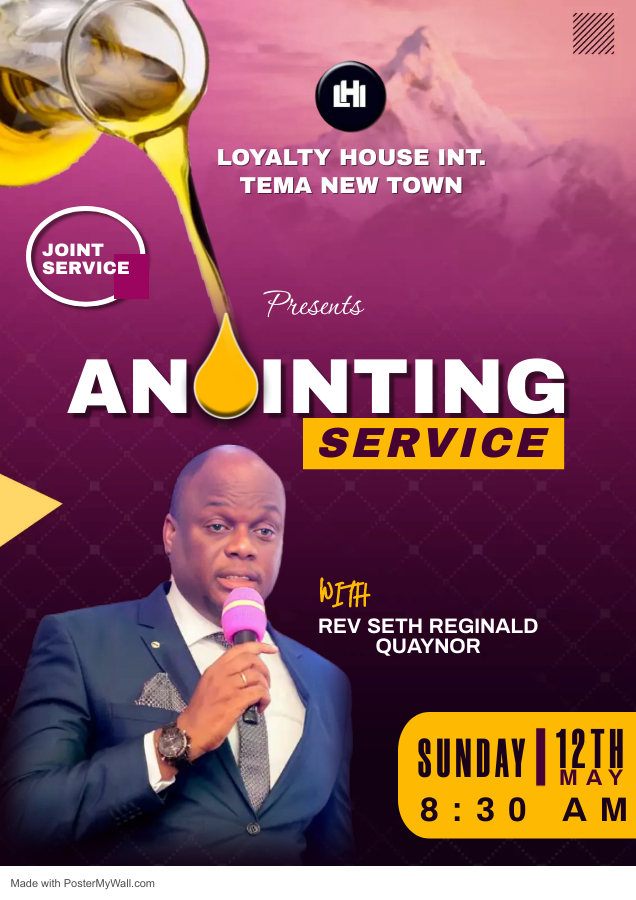 LHI
LOYALTY HOUSE INT.
TEMA NEW TOWN
JOINT
SERVICE
Presents
ANOINTING
SERVICE
WITH
REV SETH REGINALD
QUAYNOR
SUNDAY
12TH
MAY
8:30 AM
Made with PosterMyWall.com